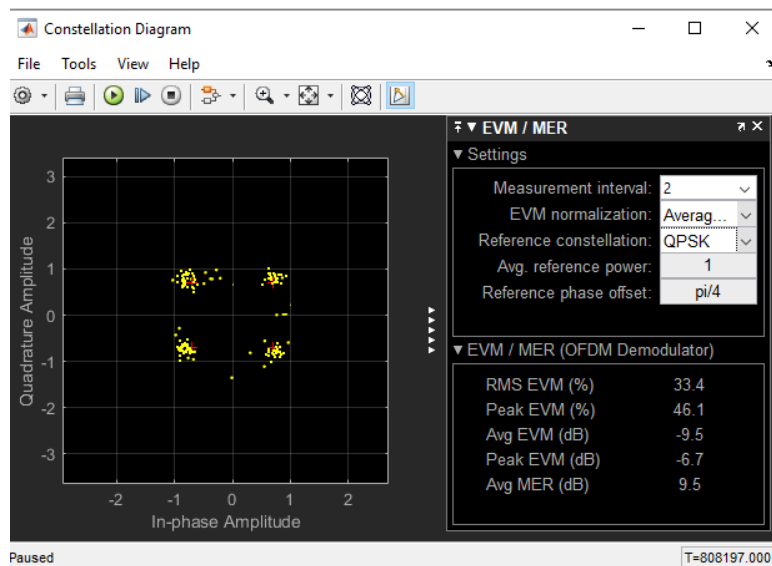 Constellation Diagram
File Tools View Help
EVM / MER
Settings
Measurement interval: 2
EVM normalization: Averag...
Reference constellation: QPSK
Avg. reference power: 1
Reference phase offset: pi/4
EVM / MER (OFDM Demodulator)
RMS EVM (%) 33.4
Peak EVM (%) 46.1
Avg EVM (dB) -9.5
Peak EVM (dB) -6.7
Avg MER (dB) 9.5
3
2
1
0
-1
-2
-3
Quadrature Amplitude
-2 -1 0 1 2
In-phase Amplitude
Paused T=808197.000